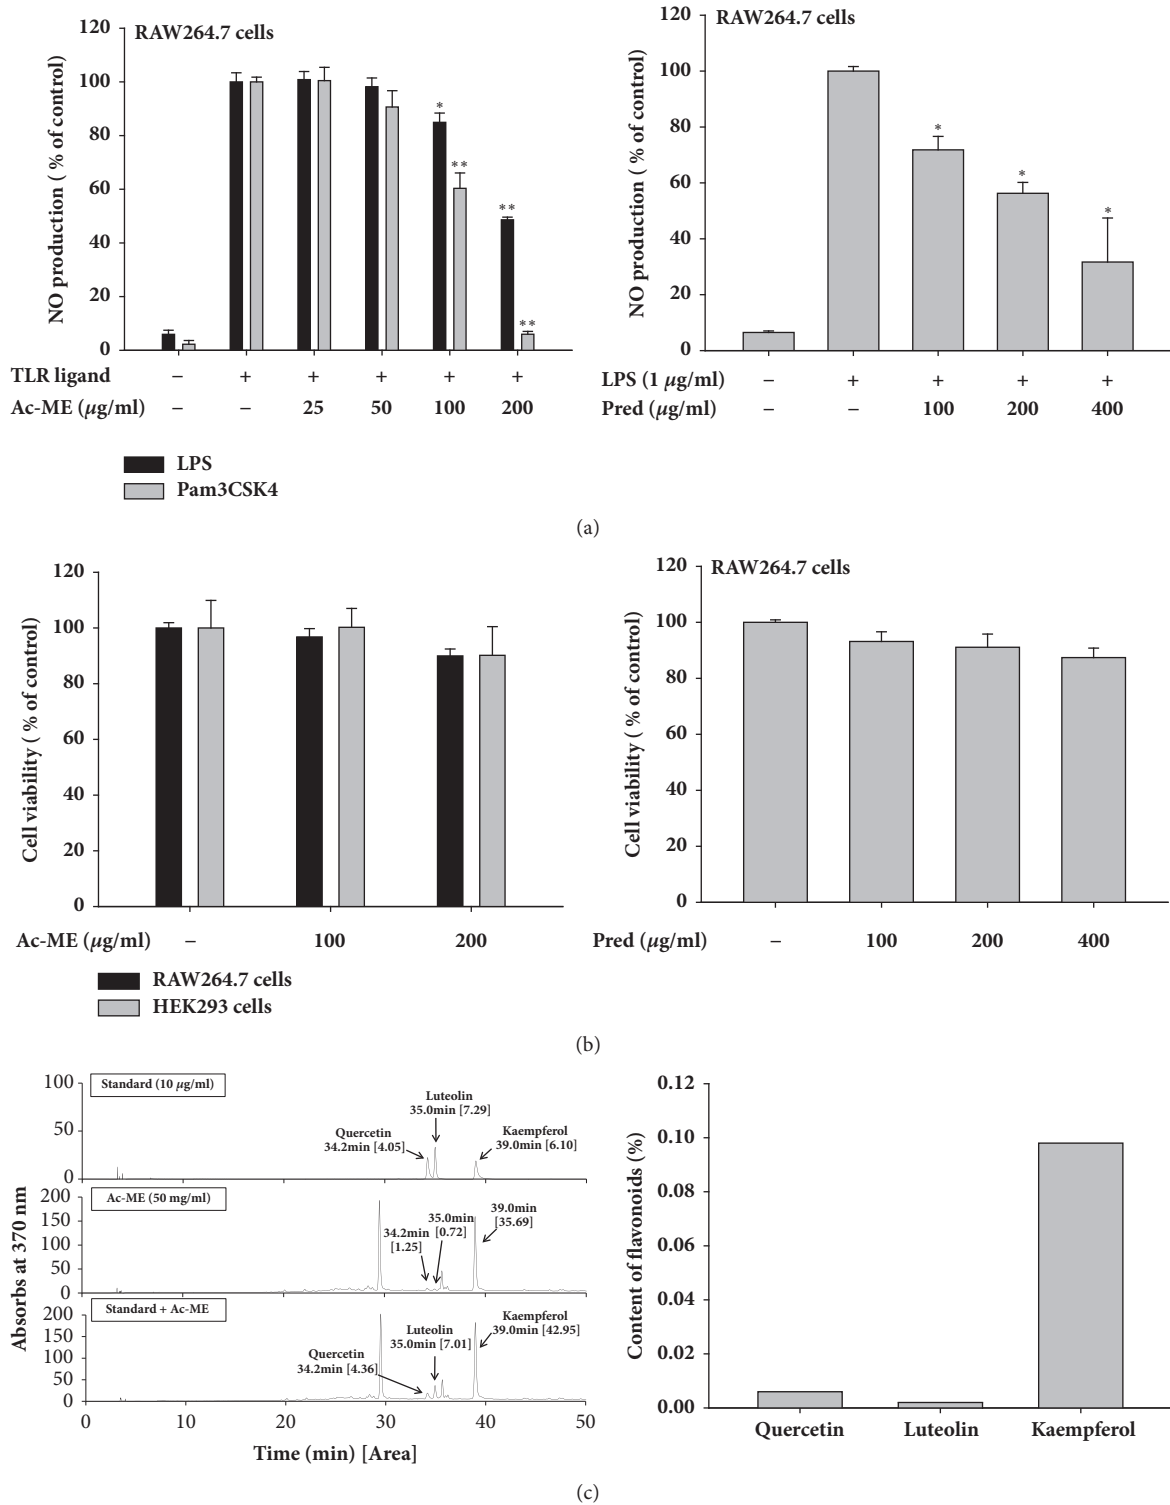 RAW264.7 cells
NO production ( % of control)
120
100
80
60
40
20
0
*
**
**
**
TLR ligand – + + + + +
Ac-ME (μg/ml) – – 25 50 100 200
LPS
Pam3CSK4
RAW264.7 cells
NO production ( % of control)
120
100
80
60
40
20
0
*
*
*
LPS (1 μg/ml) – + + + +
Pred (μg/ml) – – 100 200 400
(a)
Cell viability ( % of control)
120
100
80
60
40
20
0
Ac-ME (μg/ml) – 100 200
RAW264.7 cells
HEK293 cells
RAW264.7 cells
Cell viability ( % of control)
120
100
80
60
40
20
0
Pred (μg/ml) – 100 200 400
(b)
Absorbs at 370 nm
100
50
0
Standard (10 μg/ml)
Quercetin
34.2min [4.05]
Luteolin
35.0min [7.29]
Kaempferol
39.0min [6.10]
200
150
100
50
0
Ac-ME (50 mg/ml)
34.2min
[1.25]
35.0min
[0.72]
39.0min
[35.69]
200
150
100
50
0
Standard + Ac-ME
Quercetin
34.2min [4.36]
Luteolin
35.0min [7.01]
Kaempferol
39.0min [42.95]
0 10 20 30 40 50
Time (min) [Area]
Content of flavonoids (%)
0.12
0.10
0.08
0.06
0.04
0.02
0.00
Quercetin Luteolin Kaempferol
(c)